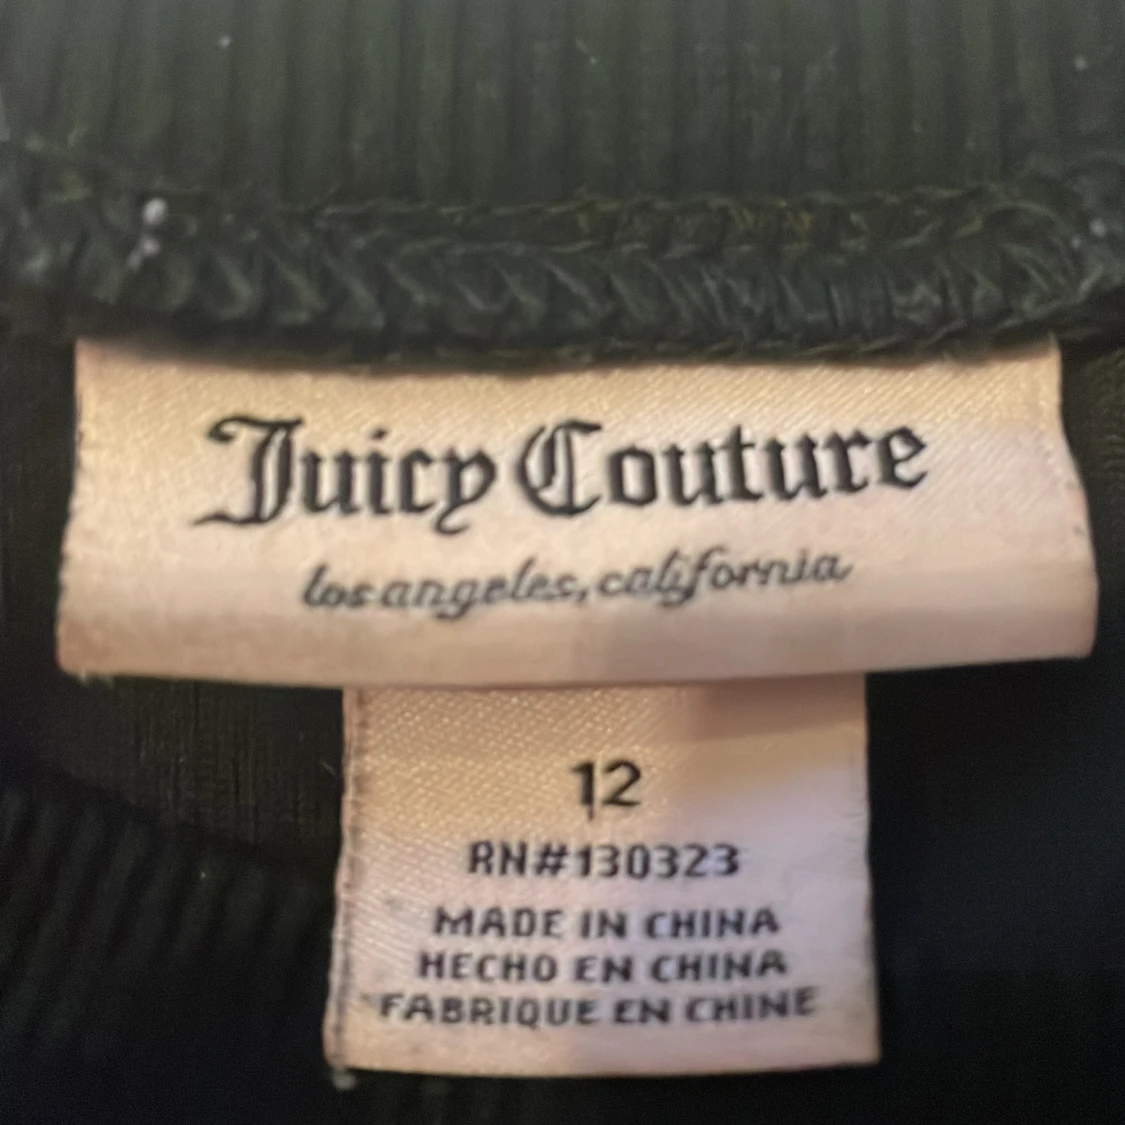 Juicy Couture
los angeles, california
12
RN#130323
MADE IN CHINA
HECHO EN CHINA
FABRIQUE EN CHINE